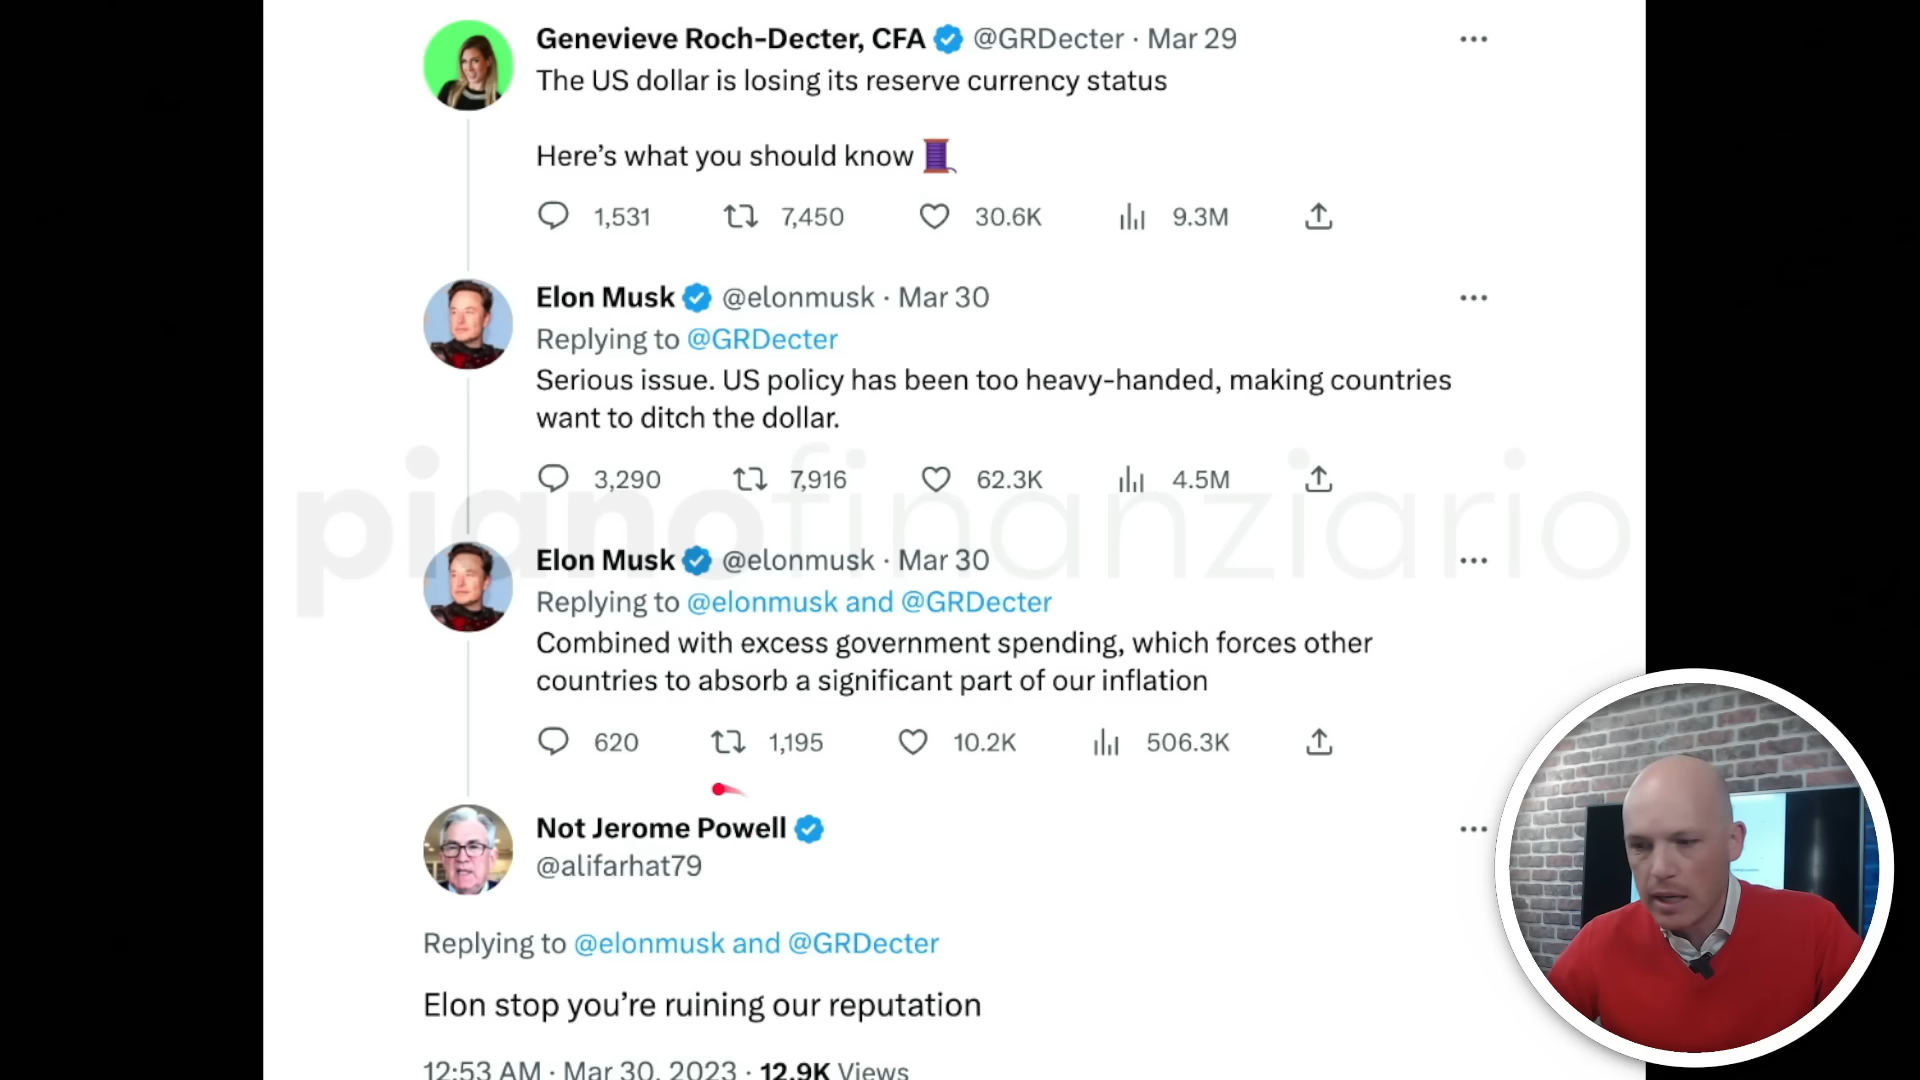 Genevieve Roch-Decter, CFA @GRDecter · Mar 29
The US dollar is losing its reserve currency status
Here’s what you should know
1,531 7,450 30.6K 9.3M
Elon Musk @elonmusk · Mar 30
Replying to @GRDecter
Serious issue. US policy has been too heavy-handed, making countries
want to ditch the dollar.
3,290 7,916 62.3K 4.5M
pianofinanziario
Elon Musk @elonmusk · Mar 30
Replying to @elonmusk and @GRDecter
Combined with excess government spending, which forces other
countries to absorb a significant part of our inflation
620 1,195 10.2K 506.3K
Not Jerome Powell
@alifarhat79
Replying to @elonmusk and @GRDecter
Elon stop you’re ruining our reputation
12:53 AM · Mar 30, 2023 · 12.9K Views